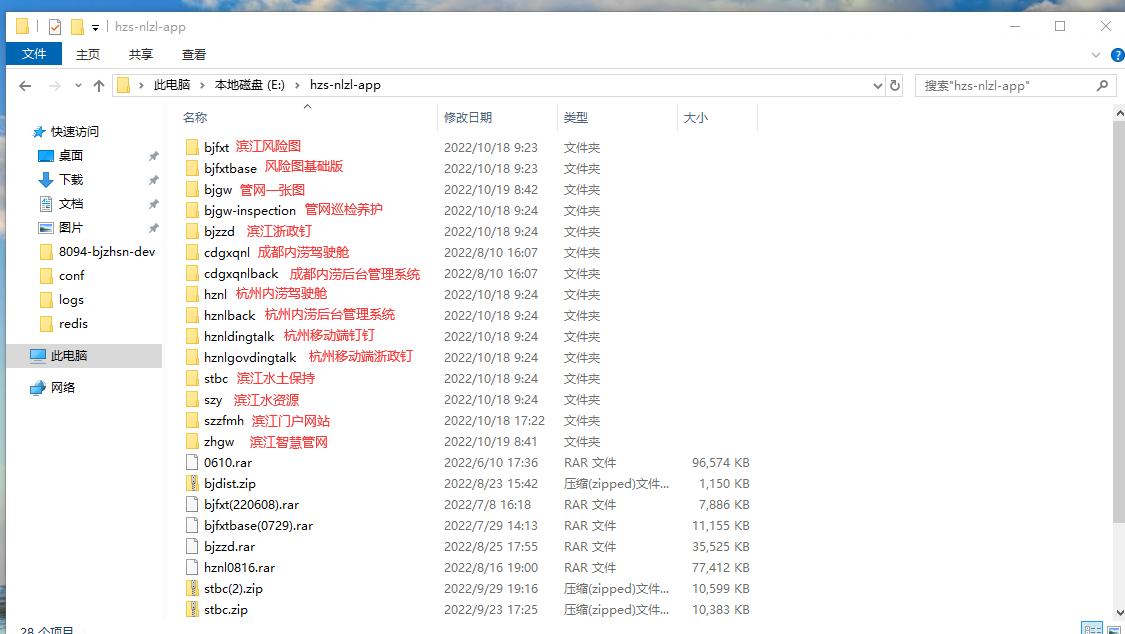 hzs-nlzl-app
文件 主页 共享 查看
此电脑 本地磁盘 (E:) hzs-nlzl-app 搜索"hzs-nlzl-app"
快速访问
桌面
下载
文档
图片
8094-bjzhsn-dev
conf
logs
redis
此电脑
网络
名称 修改日期 类型 大小
bjfxt 滨江风险图 2022/10/18 9:23 文件夹
bjfxtbase 风险图基础版 2022/10/18 9:23 文件夹
bjgw 管网一张图 2022/10/19 8:42 文件夹
bjgw-inspection 管网巡检养护 2022/10/18 9:24 文件夹
bjzzd 滨江浙政钉 2022/10/18 9:24 文件夹
cdgxqnl 成都内涝驾驶舱 2022/8/10 16:07 文件夹
cdgxqnlback 成都内涝后台管理系统 2022/8/10 16:07 文件夹
hznl 杭州内涝驾驶舱 2022/10/18 9:24 文件夹
hznlback 杭州内涝后台管理系统 2022/10/18 9:24 文件夹
hznldingtalk 杭州移动端钉钉 2022/10/18 9:24 文件夹
hznlgovdingtalk 杭州移动端浙政钉 2022/10/18 9:24 文件夹
stbc 滨江水土保持 2022/10/18 9:24 文件夹
szy 滨江水资源 2022/10/18 9:24 文件夹
szzfmh 滨江门户网站 2022/10/18 17:22 文件夹
zhgw 滨江智慧管网 2022/10/19 8:41 文件夹
0610.rar 2022/6/10 17:36 RAR 文件 96,574 KB
bjdist.zip 2022/8/23 15:42 压缩(zipped)文件... 1,150 KB
bjfxt(220608).rar 2022/7/8 16:18 RAR 文件 7,886 KB
bjfxtbase(0729).rar 2022/7/29 14:13 RAR 文件 11,155 KB
bjzzd.rar 2022/8/25 17:55 RAR 文件 35,525 KB
hznl0816.rar 2022/8/16 19:00 RAR 文件 77,412 KB
stbc(2).zip 2022/9/29 19:16 压缩(zipped)文件... 10,599 KB
stbc.zip 2022/9/23 17:25 压缩(zipped)文件... 10,383 KB
28 个项目